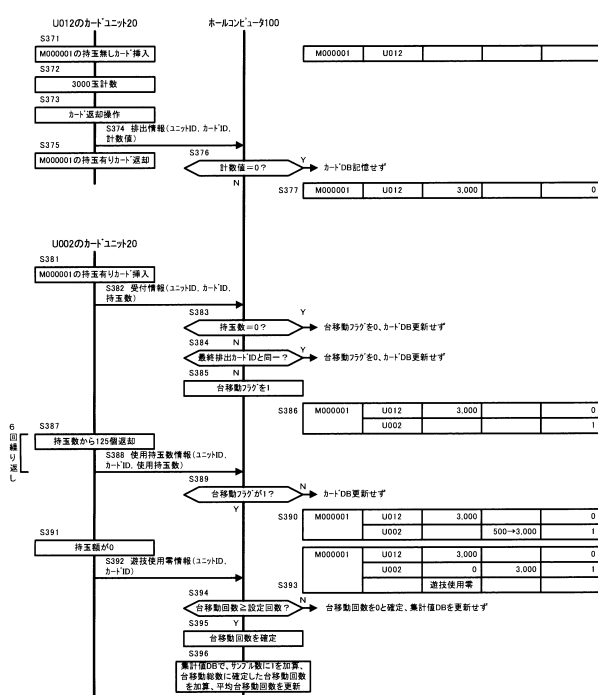 U012のカードユニット20
ホールコンピュータ100
S371
M000001の持玉無しカード挿入
M000001 U012
S372
3000玉計数
S373
カード返却操作
S374 排出情報(ユニットID、カードID、
計数値)
S375
M000001の持玉有りカード返却
S376
計数値=0?
Y
カードDB記憶せず
N
S377
M000001 U012 3,000 0
U002のカードユニット20
S381
M000001の持玉有りカード挿入
S382 受付情報(ユニットID、カードID、
持玉数)
S383
持玉数=0?
Y
台移動フラグを0、カードDB更新せず
S384
N
最終排出カードIDと同一?
Y
台移動フラグを0、カードDB更新せず
S385
N
台移動フラグを1
S386
M000001 U012 3,000 0
U002 1
6回繰り返し
S387
持玉数から125個返却
S388 使用持玉数情報(ユニットID、
カードID、使用持玉数)
S389
台移動フラグが1?
N
カードDB更新せず
Y
S390
M000001 U012 3,000 0
U002 500→3,000 1
S391
持玉額が0
S392 遊技使用零情報(ユニットID、
カードID)
S393
M000001 U012 3,000 0
U002 0 3,000 1
遊技使用零
S394
台移動回数≧設定回数?
N
台移動回数を0と確定、集計値DBを更新せず
S395
Y
台移動回数を確定
S396
集計値DBで、サンプル数に1を加算、
台移動総数に確定した台移動回数
を加算、平均台移動回数を更新